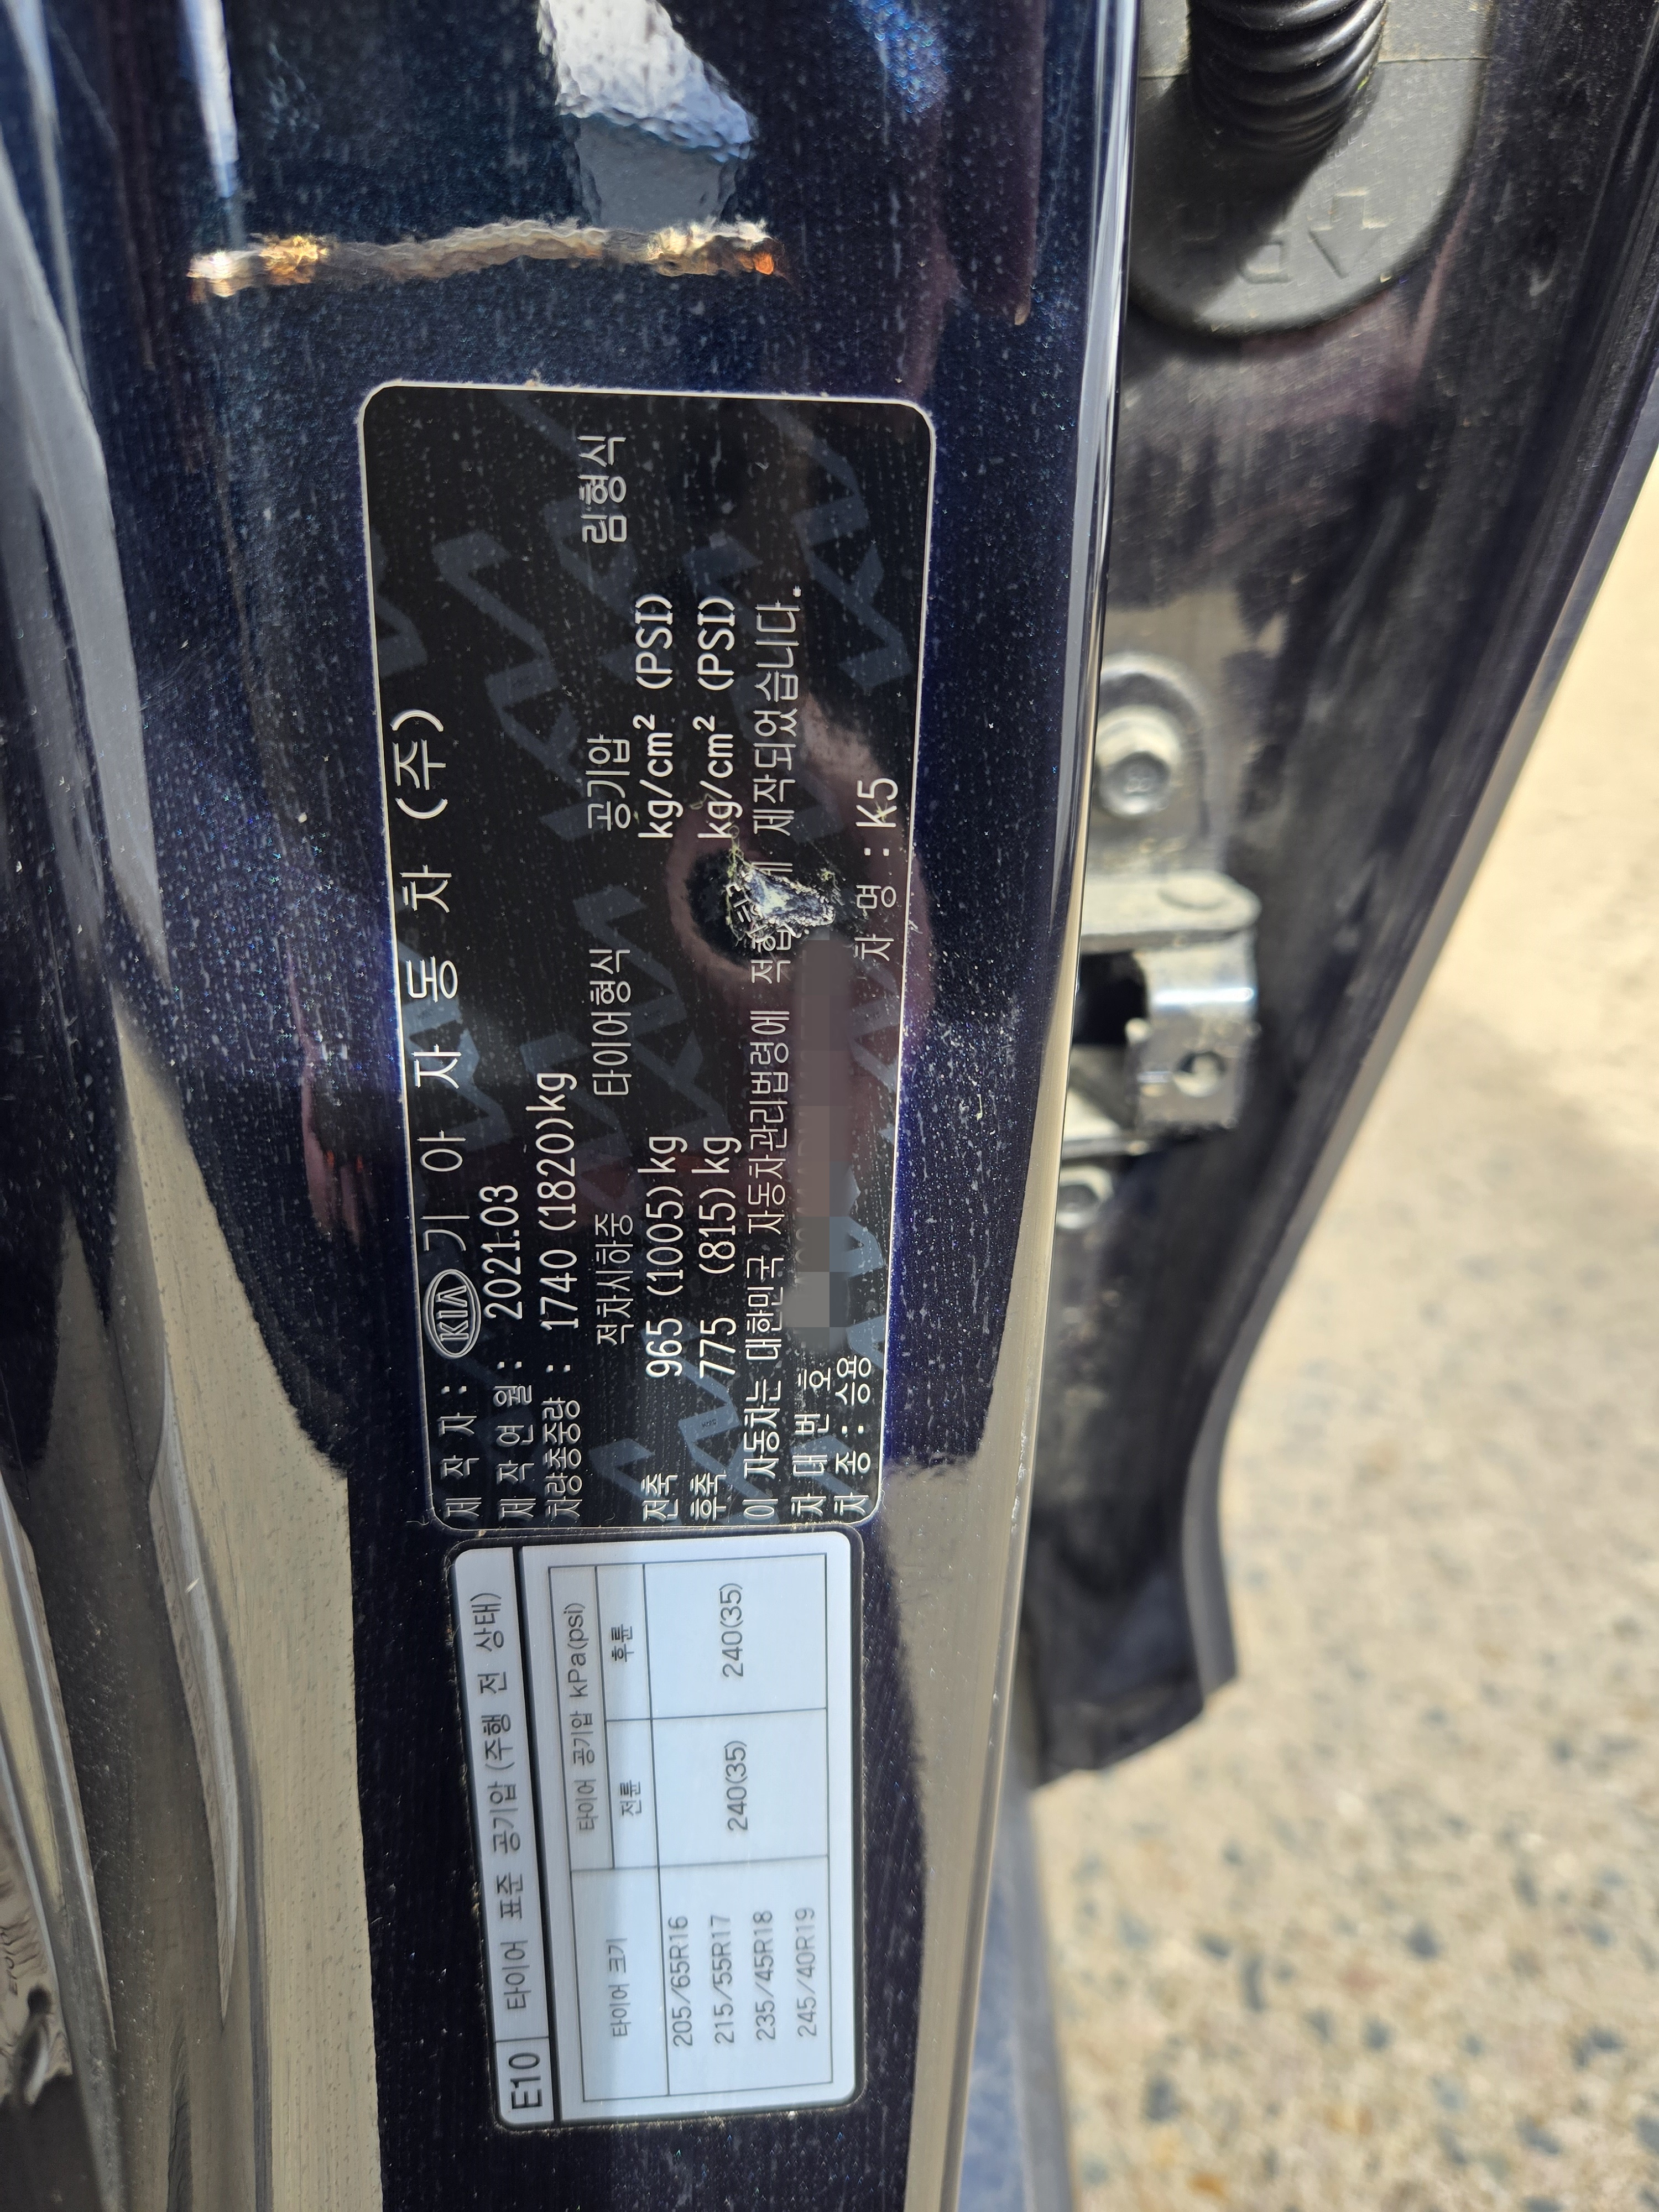 제 작 자 : KIA 기 아 자 동 차 (주)
제 작 연 월 : 2021.03
차량총중량 : 1740 (1820)kg
적차시하중 타이어형식 공기압 림형식
전축 965 (1005)kg kg/cm² (PSI)
후축 775 (815)kg kg/cm² (PSI)
이 자동차는 대한민국 자동차관리법령에 제작되었습니다.
차 대 번 호
차 종 : 승용 차 명 : K5
E10 타이어 표준 공기압 (주행 전 상태)
타이어 크기 타이어 공기압 kPa(psi)
전륜 후륜
205/65R16
215/55R17
235/45R18
245/40R19
240(35) 240(35)